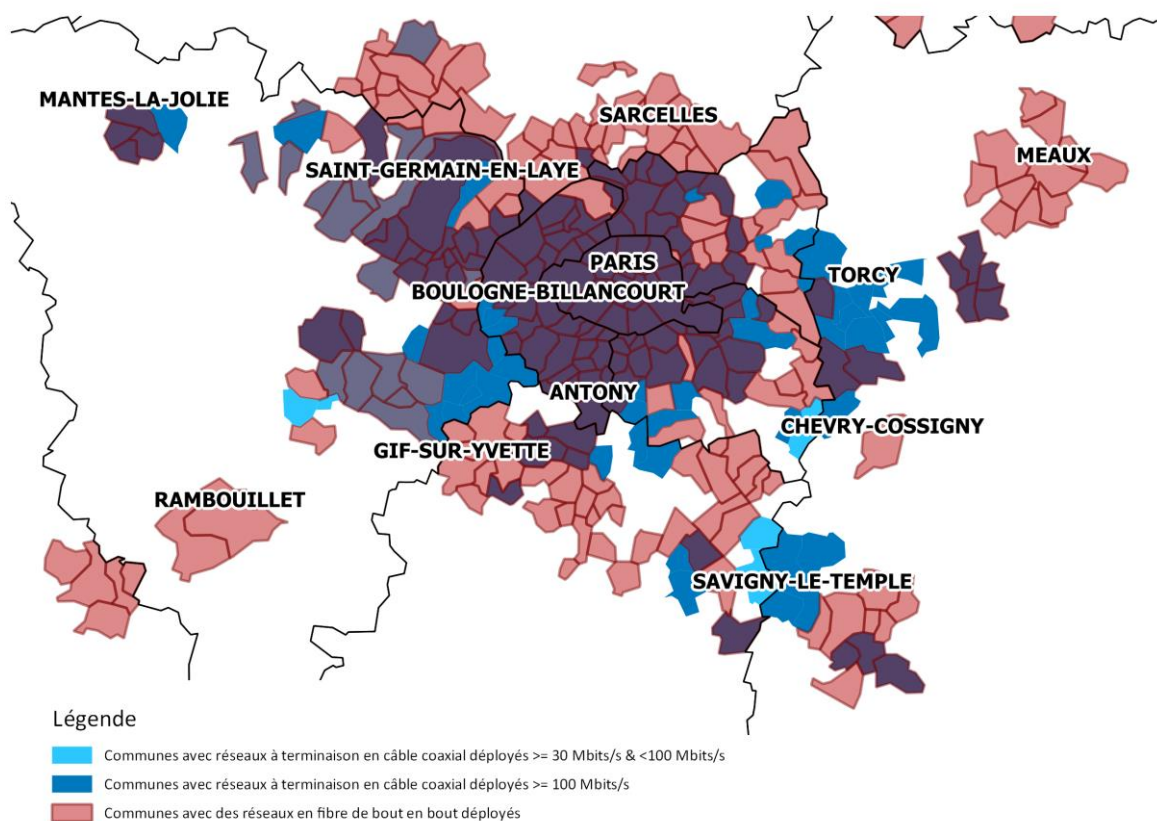 MANTES-LA-JOLIE
SARCELLES
MEAUX
SAINT-GERMAIN-EN-LAYE
PARIS
TORCY
BOULOGNE-BILLANCOURT
ANTONY
CHEVRY-COSSIGNY
GIF-SUR-YVETTE
RAMBOUILLET
SAVIGNY-LE-TEMPLE
Légende
Communes avec réseaux à terminaison en câble coaxial déployés >= 30 Mbits/s & <100 Mbits/s
Communes avec réseaux à terminaison en câble coaxial déployés >= 100 Mbits/s
Communes avec des réseaux en fibre de bout en bout déployés